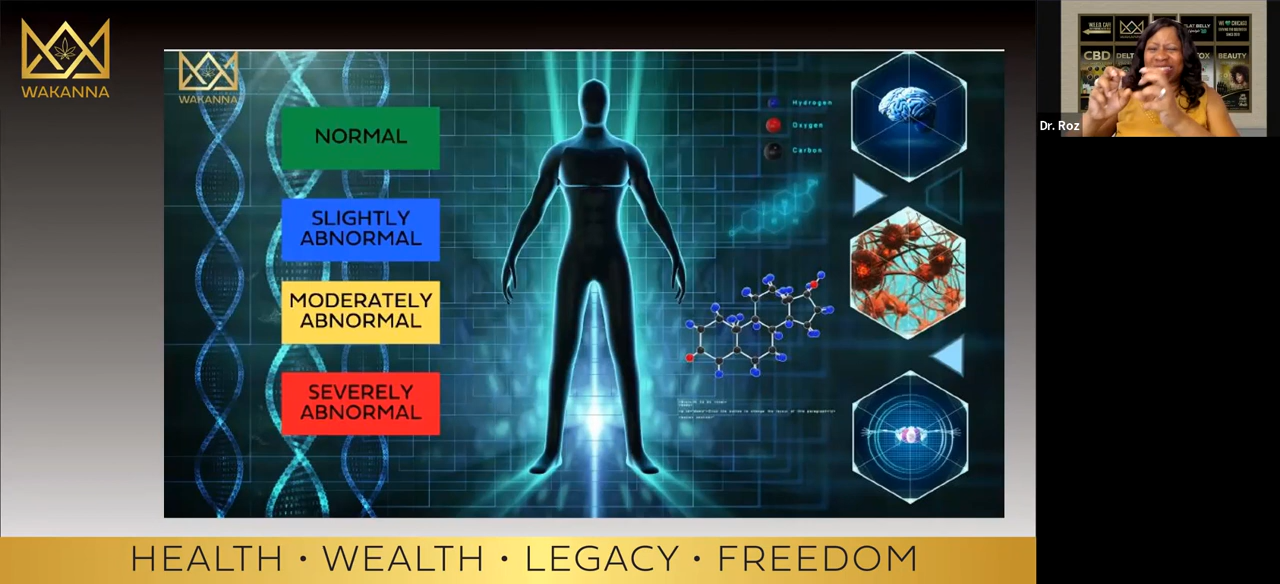 WAKANNA
WAKANNA
NORMAL
SLIGHTLY
ABNORMAL
MODERATELY
ABNORMAL
SEVERELY
ABNORMAL
Hydrogen
Oxygen
Carbon
HEALTH • WEALTH • LEGACY • FREEDOM
CBD
BEAUTY
Dr. Roz